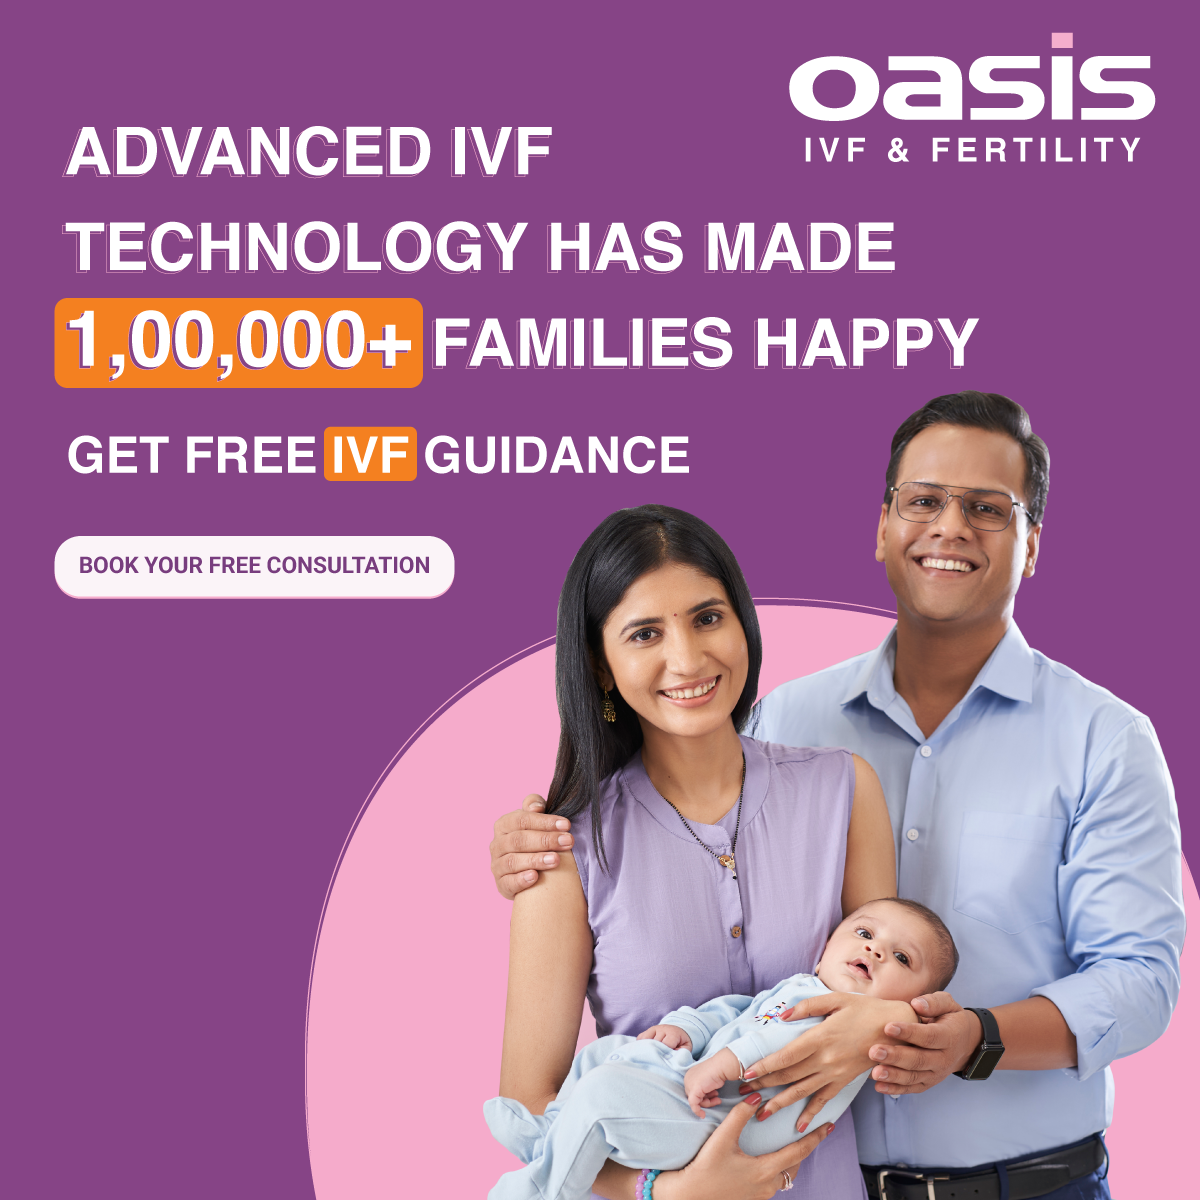 oasis
IVF & FERTILITY
ADVANCED IVF
TECHNOLOGY HAS MADE
1,00,000+ FAMILIES HAPPY
GET FREE IVF GUIDANCE
BOOK YOUR FREE CONSULTATION